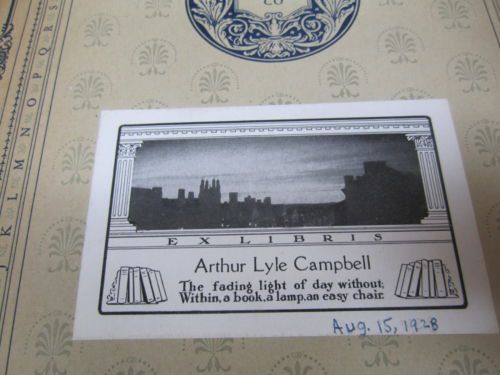 CO
J K L M N O P Q R S
EX LIBRIS
Arthur Lyle Campbell
The fading light of day without;
Within, a book, a lamp, an easy chair.
Aug. 15, 1928